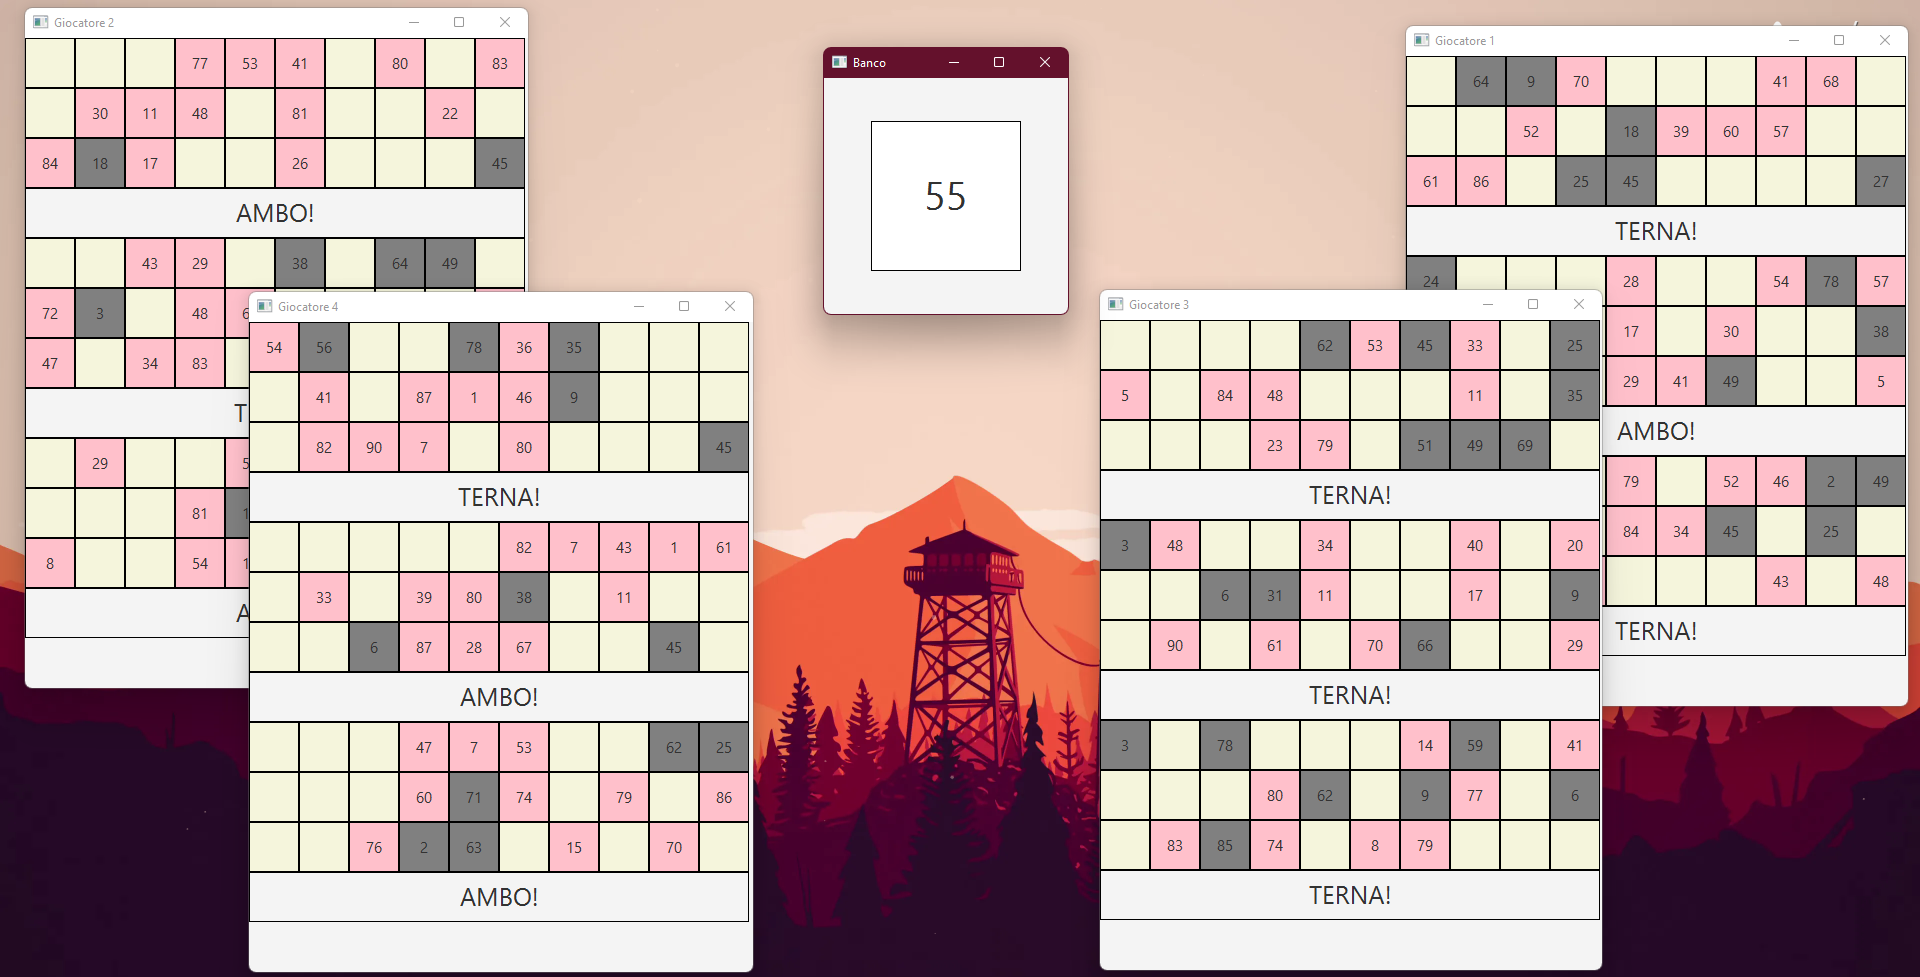 Giocatore 2
77 53 41 80 83
30 11 48 81 22
84 18 17 26 45
AMBO!
43 29 38 64 49
72 3 48
47 34 83
29
81
8 54
Banco
55
Giocatore 1
64 9 70 41 68
52 18 39 60 57
61 86 25 45 27
TERNA!
24 28 54 78 57
17 30 38
29 41 49 5
AMBO!
79 52 46 2 49
84 34 45 25
43 48
TERNA!
Giocatore 4
54 56 78 36 35
41 87 1 46 9
82 90 7 80 45
TERNA!
82 7 43 1 61
33 39 80 38 11
6 87 28 67 45
AMBO!
47 7 53 62 25
60 71 74 79 86
76 2 63 15 70
AMBO!
Giocatore 3
62 53 45 33 25
5 84 48 11 35
23 79 51 49 69
TERNA!
3 48 34 40 20
6 31 11 17 9
90 61 70 66 29
TERNA!
3 78 14 59 41
80 62 9 77 6
83 85 74 8 79
TERNA!